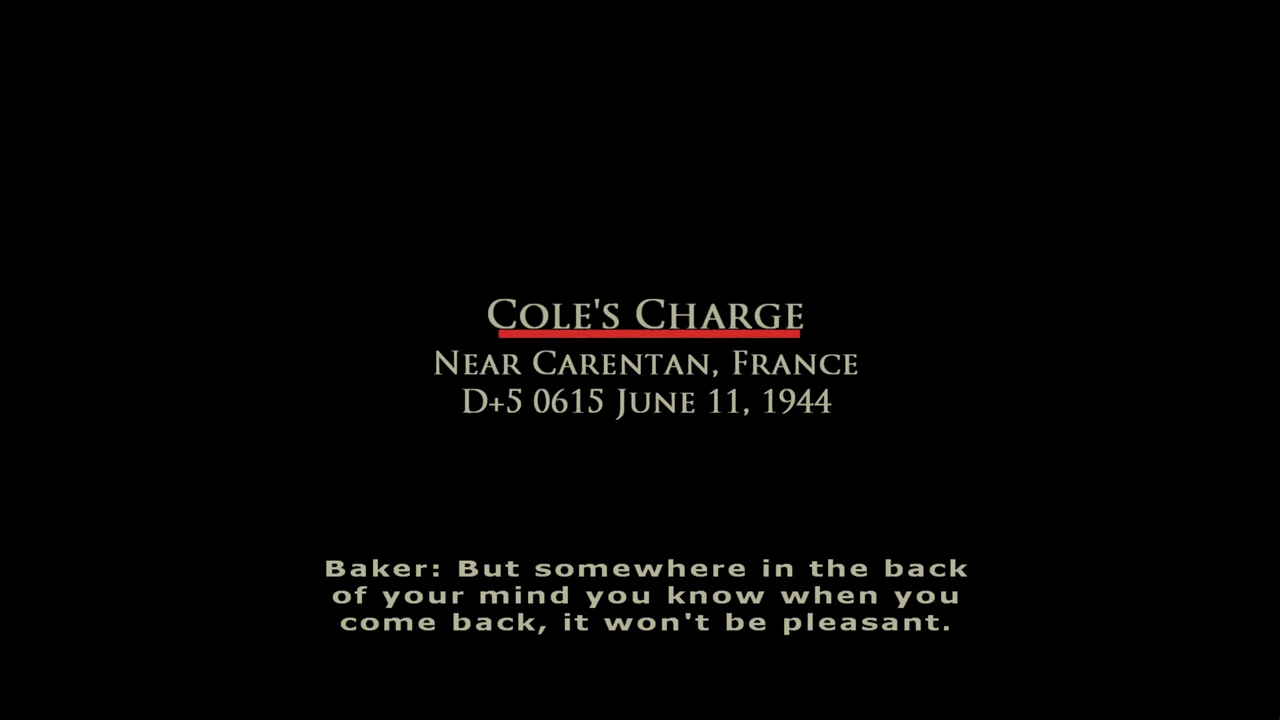 Cole's Charge
Near Carentan, France
D+5 0615 June 11, 1944
Baker: But somewhere in the back
of your mind you know when you
come back, it won't be pleasant.